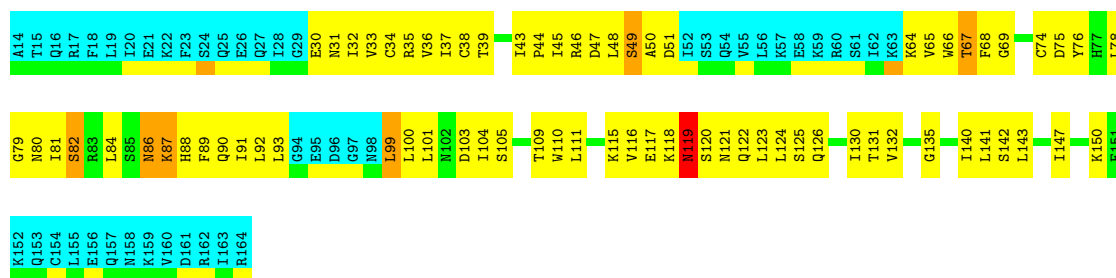 A14 T15 Q16 R17 F18 L19 I20 E21 K22 F23 S24 Q25 E26 Q27 I28 G29 E30 N31 I32 V33 C34 R35 V36 I37 C38 T39 I43 P44 I45 R46 D47 L48 S49 A50 D51 I52 S53 Q54 V55 L56 K57 E58 K59 R60 S61 I62 K63 K64 V65 W66 T67 F68 G69 C74 D75 Y76 H77 L78
G79 N80 I81 S82 R83 L84 S85 N86 K87 H88 F89 Q90 I91 L92 L93 G94 E95 D96 G97 N98 L99 L100 L101 N102 D103 I104 S105 T109 W110 L111 K115 V116 E117 K118 N119 S120 N121 Q122 L123 L124 S125 Q126 I130 T131 V132 G135 I140 L141 S142 L143 I147 K150 E151
K152 Q153 C154 L155 E156 Q157 N158 K159 V160 D161 R162 I163 R164